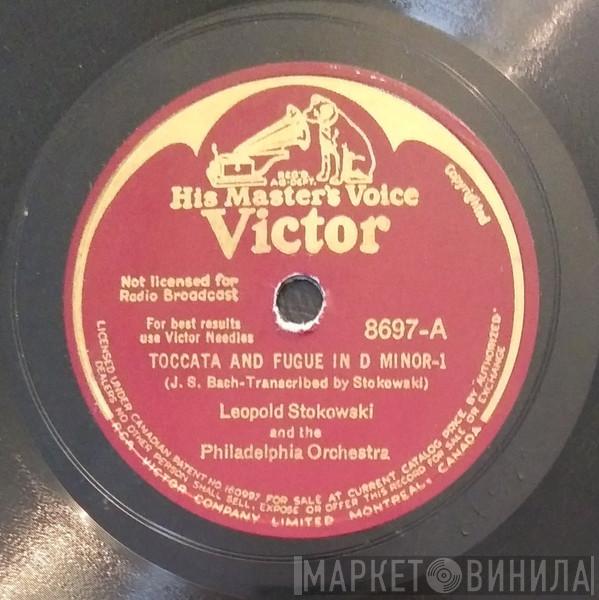 REG'D.
AG-DEPT.
His Master's Voice
Victor
Copyrighted
Not licensed for
Radio Broadcast
For best results
use Victor Needles
8697-A
TOCCATA AND FUGUE IN D MINOR-1
(J. S. Bach-Transcribed by Stokowski)
Leopold Stokowski
and the
Philadelphia Orchestra
LICENSED UNDER CANADIAN PATENT NO 160997 FOR SALE AT CURRENT CATALOG PRICE BY "AUTHORIZED"
DEALERS NO OTHER PERSON SHALL SELL, EXPOSE OR OFFER THIS RECORD FOR SALE OR EXCHANGE
RCA VICTOR COMPANY LIMITED MONTREAL, CANADA
МАРКЕТ ВИНИЛА